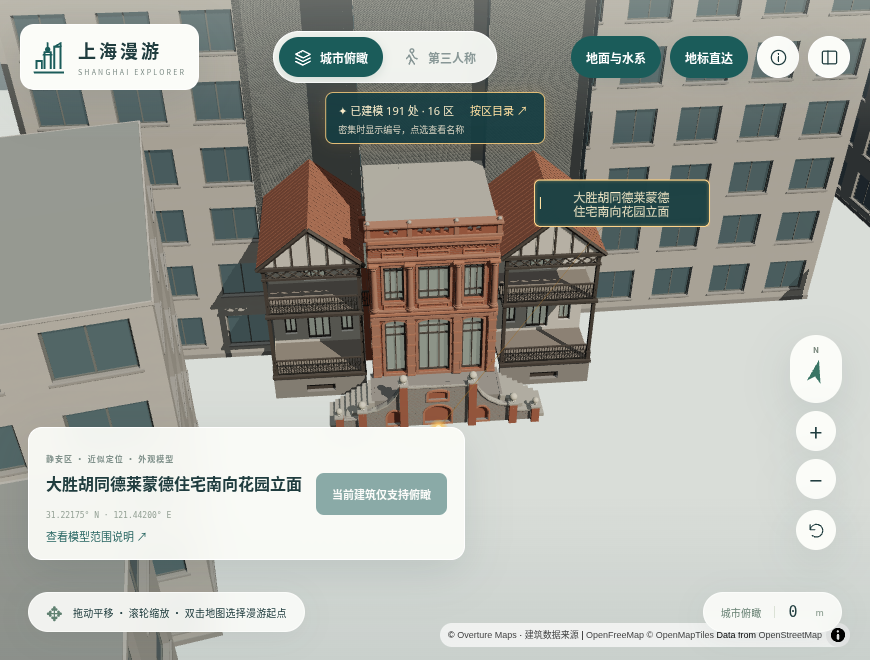 上海漫游
SHANGHAI EXPLORER
城市俯瞰
第三人称
地面与水系
地标直达
✦ 已建模 191 处 · 16 区 按区目录 ↗
密集时显示编号，点选查看名称
大胜胡同德莱蒙德
住宅南向花园立面
N
静安区 · 近似定位 · 外观模型
大胜胡同德莱蒙德住宅南向花园立面
当前建筑仅支持俯瞰
31.22175° N · 121.44200° E
查看模型范围说明 ↗
拖动平移 · 滚轮缩放 · 双击地图选择漫游起点
城市俯瞰 0 m
© Overture Maps · 建筑数据来源 | OpenFreeMap © OpenMapTiles Data from OpenStreetMap